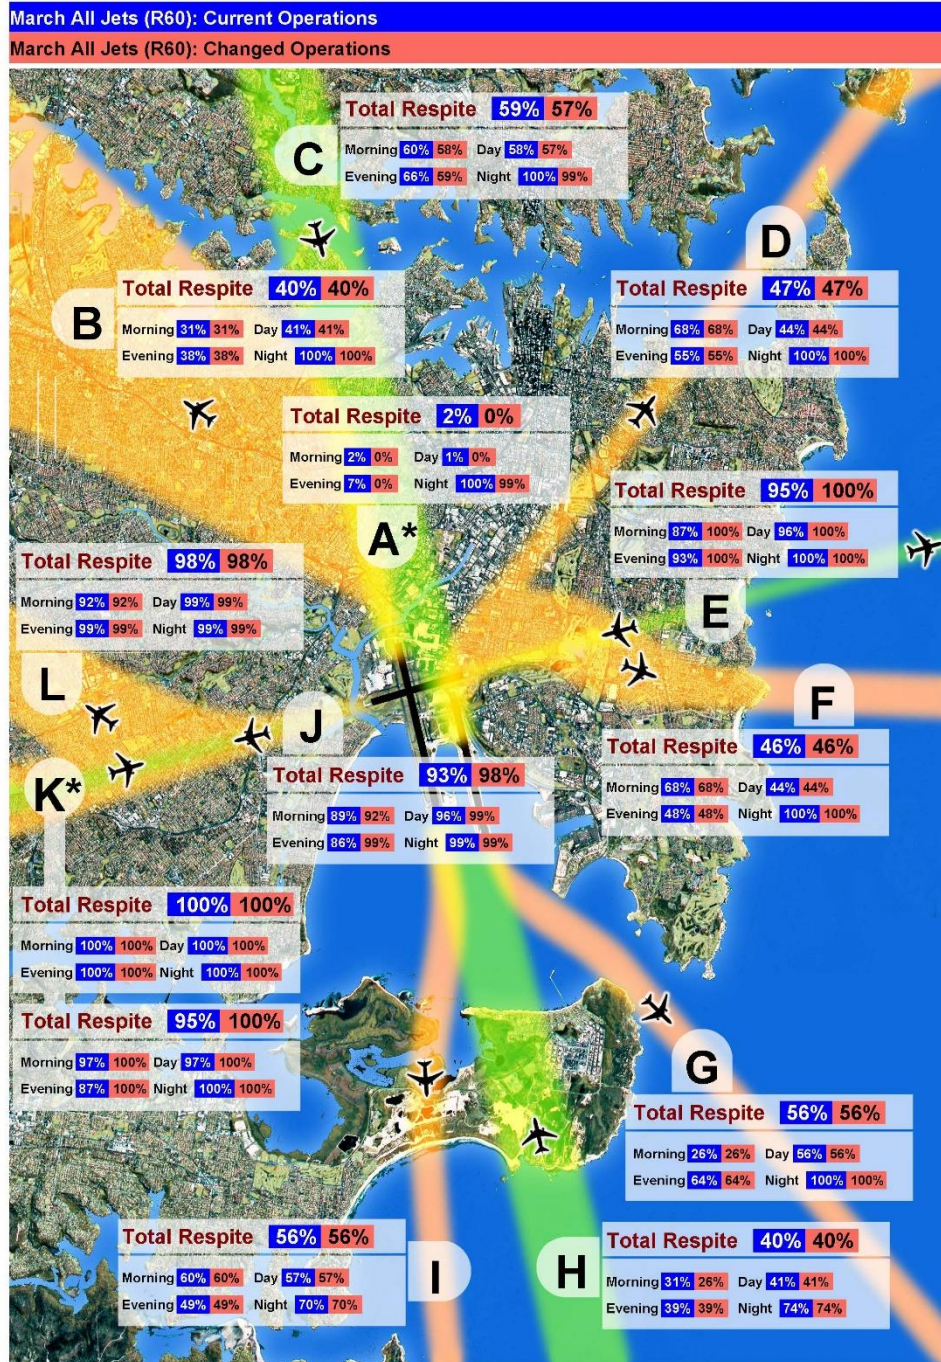 March All Jets (R60): Current Operations
March All Jets (R60): Changed Operations
C
Total Respite 59% 57%
Morning 60% 58% Day 58% 57%
Evening 66% 59% Night 100% 99%
D
B
Total Respite 40% 40%
Morning 31% 31% Day 41% 41%
Evening 38% 38% Night 100% 100%
Total Respite 47% 47%
Morning 68% 68% Day 44% 44%
Evening 55% 55% Night 100% 100%
Total Respite 2% 0%
Morning 2% 0% Day 1% 0%
Evening 7% 0% Night 100% 99%
A*
Total Respite 95% 100%
Morning 87% 100% Day 96% 100%
Evening 93% 100% Night 100% 100%
E
Total Respite 98% 98%
Morning 92% 92% Day 99% 99%
Evening 99% 99% Night 99% 99%
L
F
J
Total Respite 93% 98%
Morning 89% 92% Day 96% 99%
Evening 86% 99% Night 99% 99%
Total Respite 46% 46%
Morning 68% 68% Day 44% 44%
Evening 48% 48% Night 100% 100%
K*
Total Respite 100% 100%
Morning 100% 100% Day 100% 100%
Evening 100% 100% Night 100% 100%
Total Respite 95% 100%
Morning 97% 100% Day 97% 100%
Evening 87% 100% Night 100% 100%
G
Total Respite 56% 56%
Morning 26% 26% Day 56% 56%
Evening 64% 64% Night 100% 100%
Total Respite 56% 56%
Morning 60% 60% Day 57% 57%
Evening 49% 49% Night 70% 70%
I
H
Total Respite 40% 40%
Morning 31% 26% Day 41% 41%
Evening 39% 39% Night 74% 74%